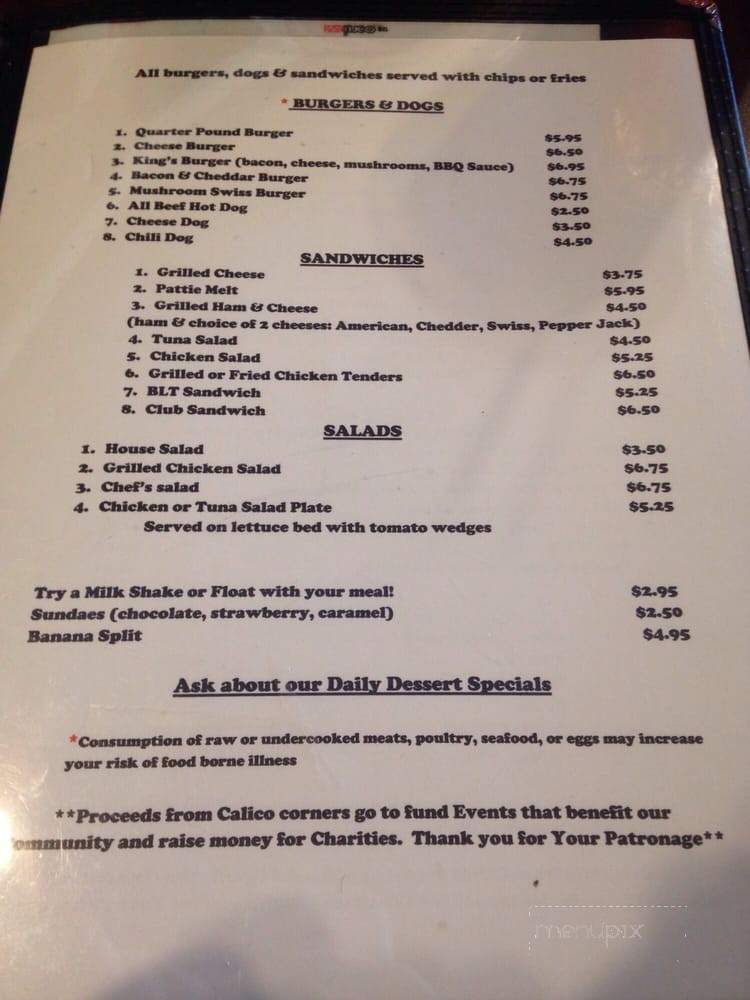 All burgers, dogs & sandwiches served with chips or fries
* BURGERS & DOGS
1. Quarter Pound Burger $5.95
2. Cheese Burger $6.50
3. King's Burger (bacon, cheese, mushrooms, BBQ Sauce) $6.95
4. Bacon & Cheddar Burger $6.75
5. Mushroom Swiss Burger $6.75
6. All Beef Hot Dog $2.50
7. Cheese Dog $3.50
8. Chili Dog $4.50
SANDWICHES
1. Grilled Cheese $3.75
2. Pattie Melt $5.95
3. Grilled Ham & Cheese $4.50
(ham & choice of 2 cheeses: American, Chedder, Swiss, Pepper Jack)
4. Tuna Salad $4.50
5. Chicken Salad $5.25
6. Grilled or Fried Chicken Tenders $6.50
7. BLT Sandwich $5.25
8. Club Sandwich $6.50
SALADS
1. House Salad $3.50
2. Grilled Chicken Salad $6.75
3. Chef's salad $6.75
4. Chicken or Tuna Salad Plate $5.25
Served on lettuce bed with tomato wedges
Try a Milk Shake or Float with your meal! $2.95
Sundaes (chocolate, strawberry, caramel) $2.50
Banana Split $4.95
Ask about our Daily Dessert Specials
*Consumption of raw or undercooked meats, poultry, seafood, or eggs may increase
your risk of food borne illness
**Proceeds from Calico corners go to fund Events that benefit our
ommunity and raise money for Charities. Thank you for Your Patronage**
menupix